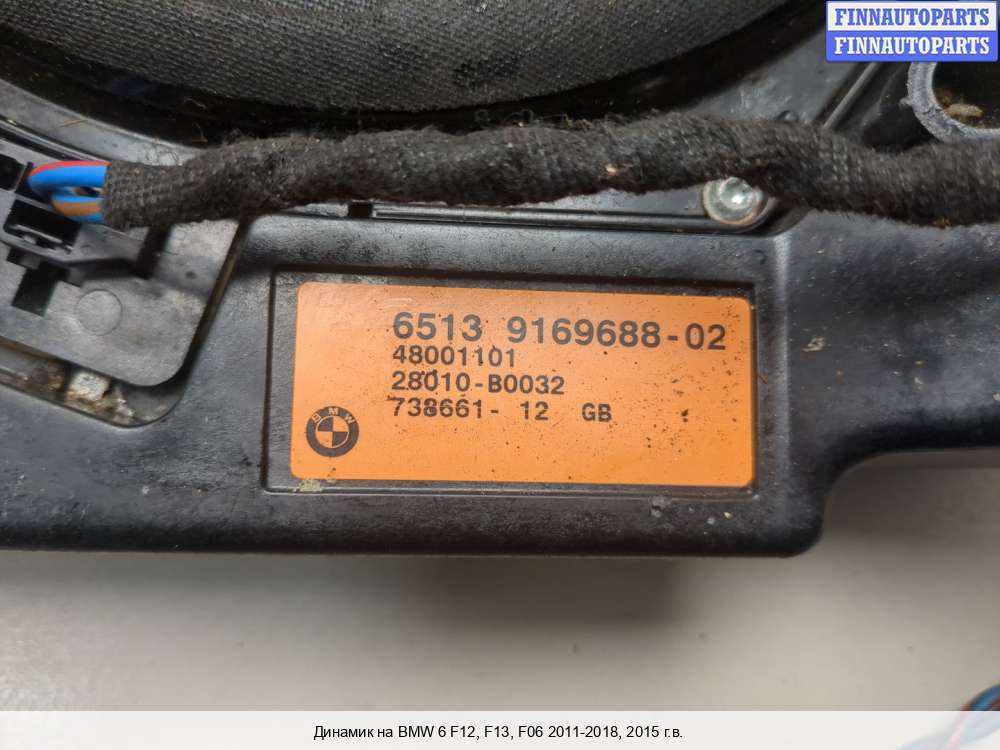 FINNAUTOPARTS
FINNAUTOPARTS
6513 9169688-02
48001101
28010-B0032
738661- 12 GB
BMW
Динамик на BMW 6 F12, F13, F06 2011-2018, 2015 г.в.